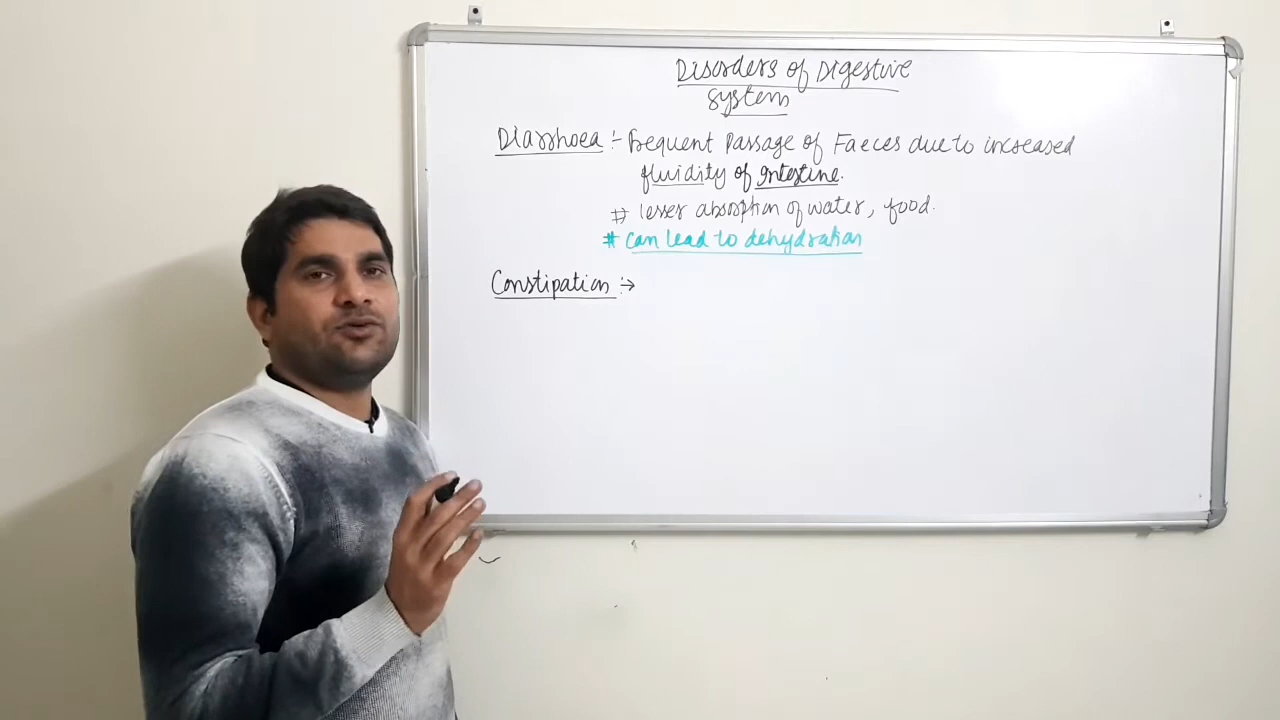 Disorders of Digestive
System
Diarrhoea :- Frequent Passage of Faeces due to increased
fluidity of Intestine.
# lesser absorption of water, food.
# Can lead to dehydration
Constipation :→